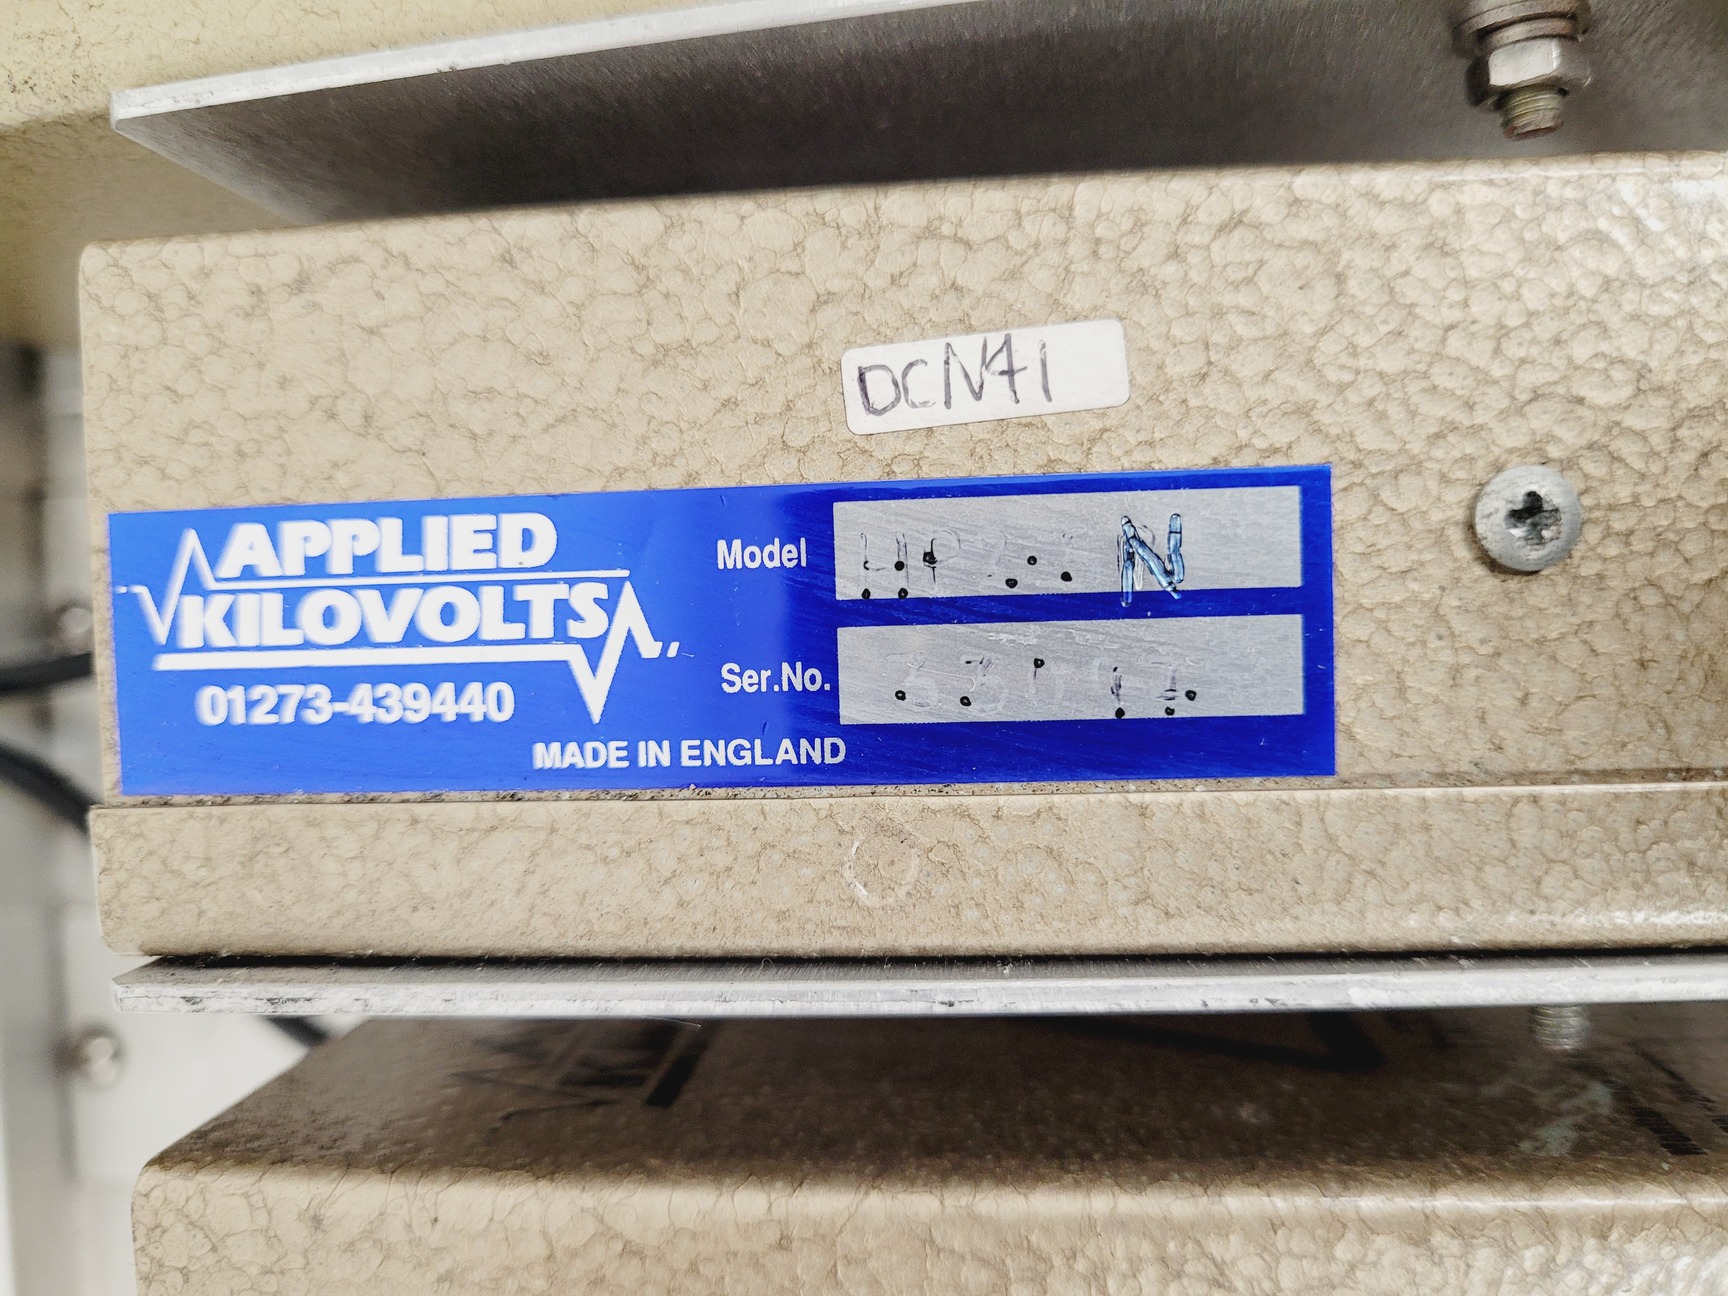 DCN41
APPLIED
KILOVOLTS
01273-439440
MADE IN ENGLAND
Model
Ser.No.